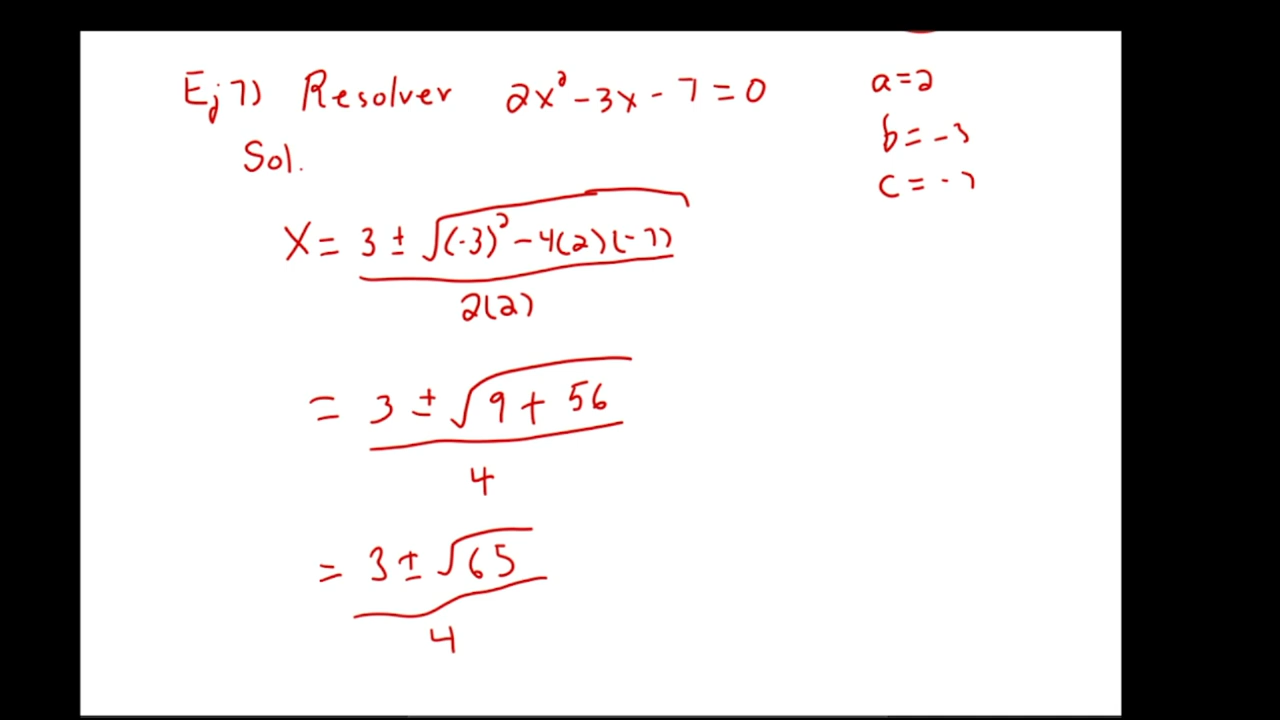 Ej 7) Resolver 2x² - 3x - 7 = 0
a = 2
Sol.
b = -3
c = -7
X = 3 ± √(-3)² - 4(2)(-7)
2(2)
= 3 ± √9 + 56
4
= 3 ± √65
4